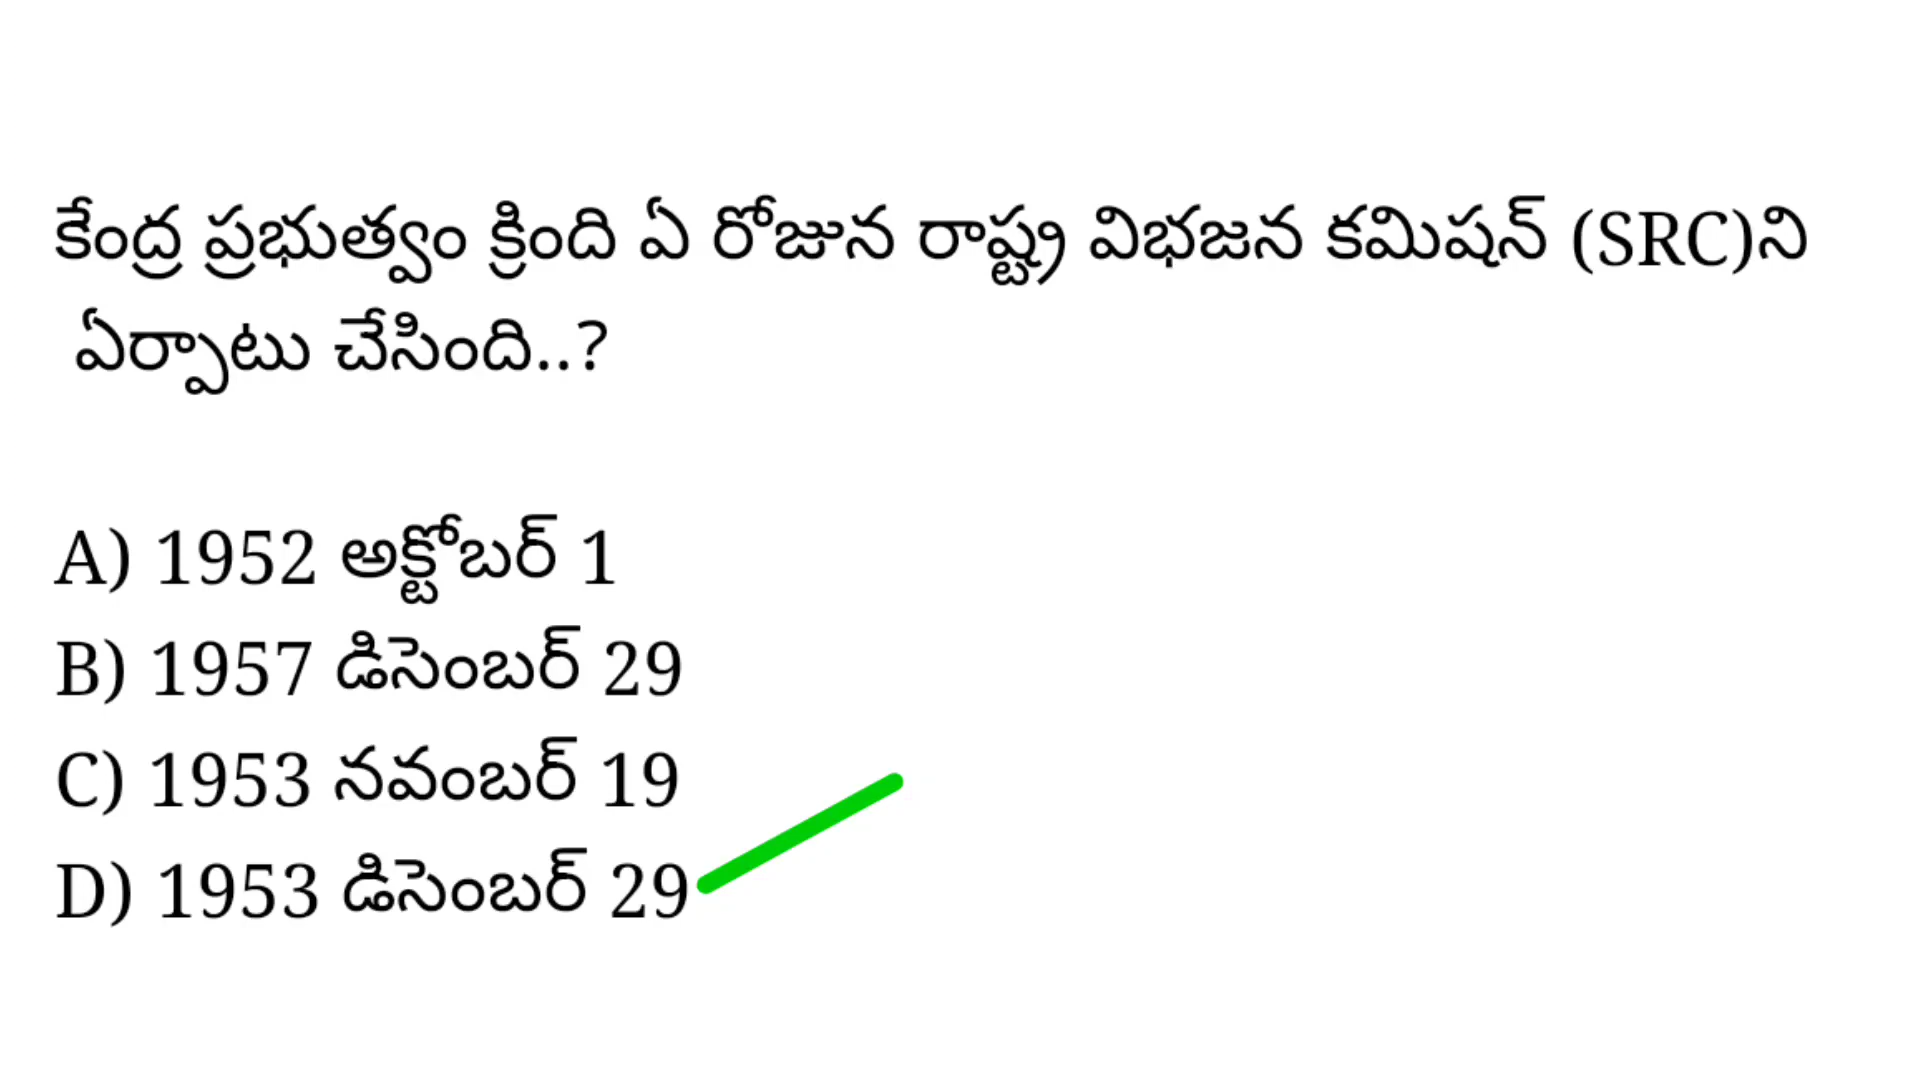 కేంద్ర ప్రభుత్వం క్రింది ఏ రోజున రాష్ట్ర విభజన కమిషన్ (SRC)ని
ఏర్పాటు చేసింది..?
A) 1952 అక్టోబర్ 1
B) 1957 డిసెంబర్ 29
C) 1953 నవంబర్ 19
D) 1953 డిసెంబర్ 29